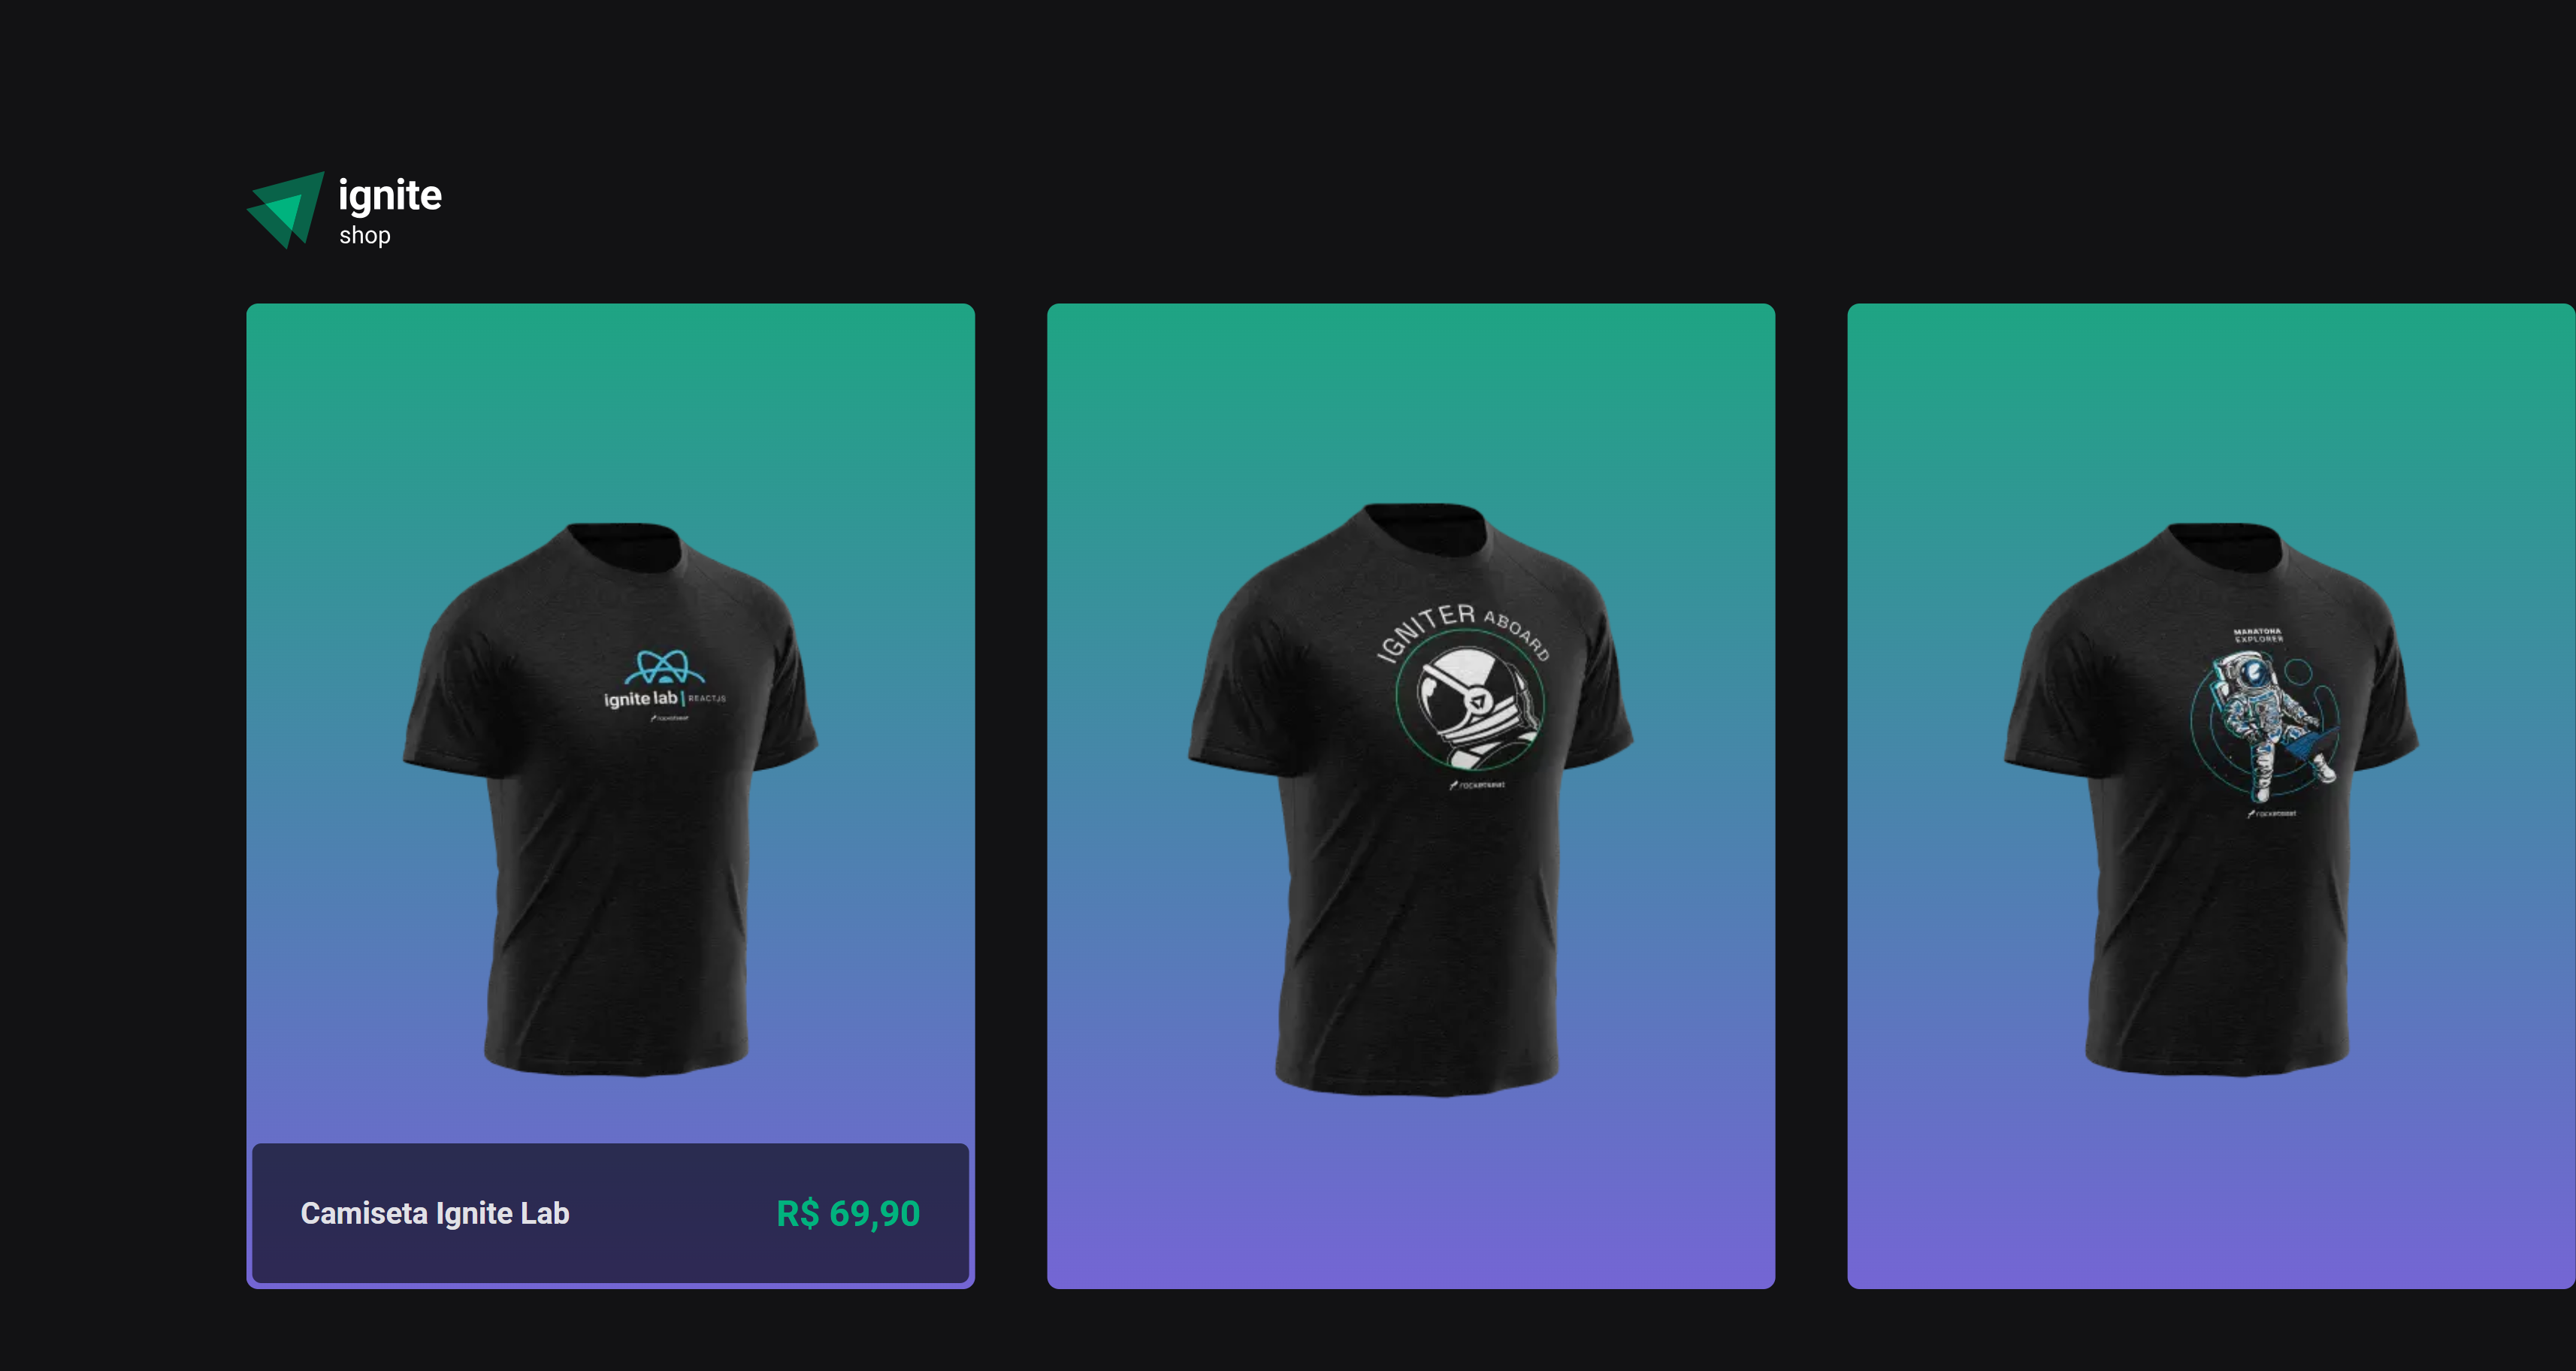 ignite
shop
ignite lab | REACTJS
rocketseat
IGNITER ABOARD
rocketseat
MARATONA
EXPLORER
rocketseat
Camiseta Ignite Lab
R$ 69,90